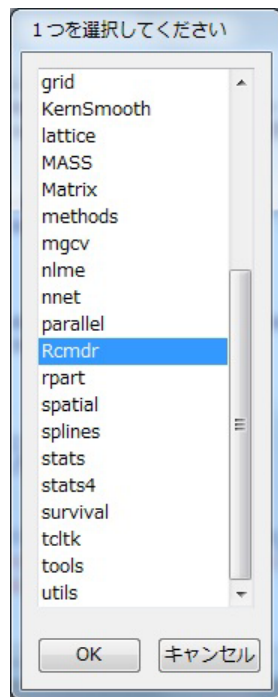 1つを選択してください
grid
KernSmooth
lattice
MASS
Matrix
methods
mgcv
nlme
nnet
parallel
Rcmdr
rpart
spatial
splines
stats
stats4
survival
tcltk
tools
utils
OK キャンセル